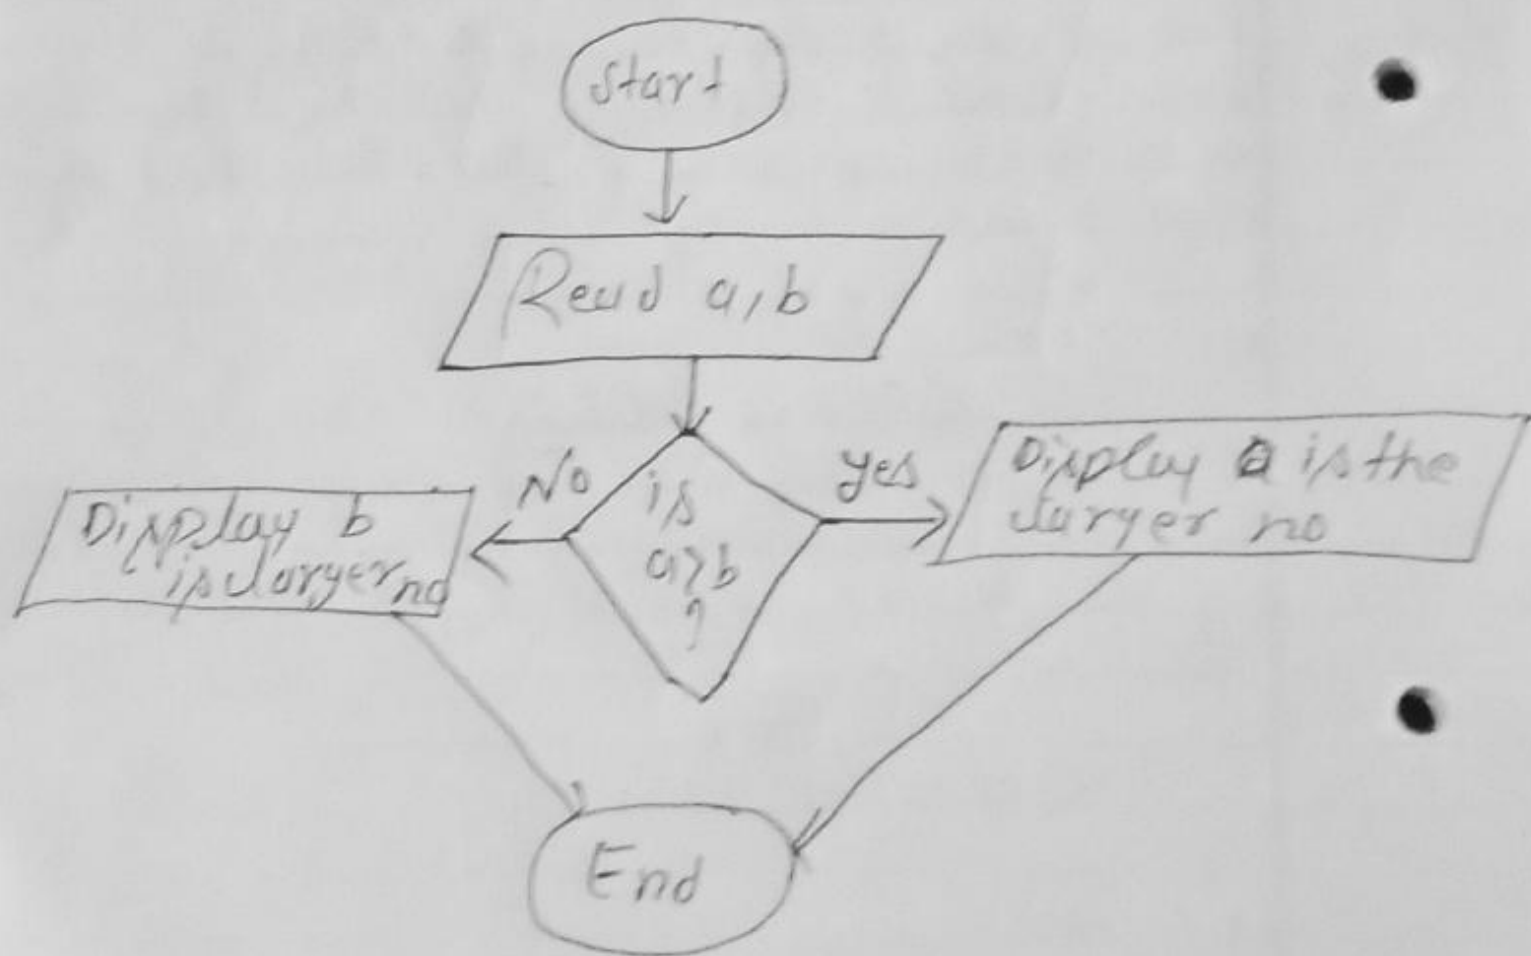 Start
Read a, b
No
is
a>b
?
yes
Display a is the
larger no
Display b
is larger no
End